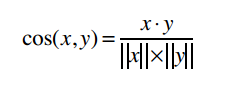 cos(x,y) = x · y / ||x||×||y||